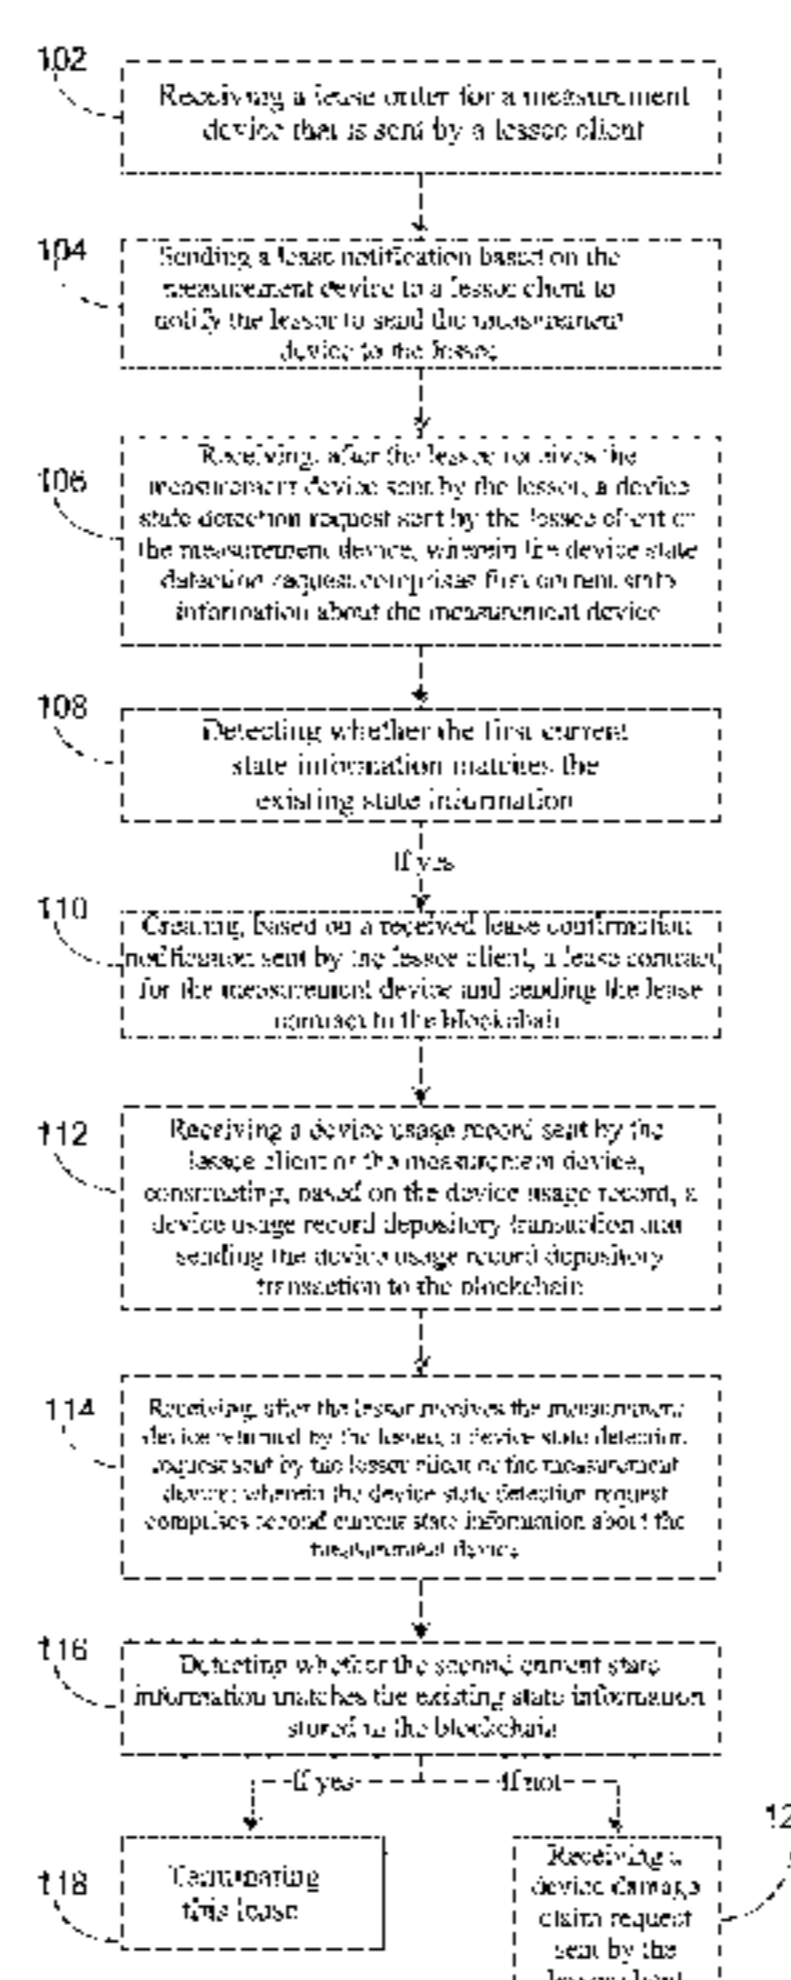 102
Receiving a lease order for a measurement
device that is sent by a lessee client
104
Sending a least notification based on the
measurement device to a lessor client to
notify the lessor to send the measurement
device to the lessee
106
Receiving, after the lessee receives the
measurement device sent by the lessor, a device
state detection request sent by the lessee client or
the measurement device, wherein the device state
detection request comprises first current state
information about the measurement device
108
Detecting whether the first current
state information matches the
existing state information
If yes
110
Creating, based on a received lease confirmation
notification sent by the lessee client, a lease contract
for the measurement device and sending the lease
contract to the blockchain
112
Receiving a device usage record sent by the
lessee client or the measurement device,
constructing, based on the device usage record, a
device usage record depository transaction and
sending the device usage record depository
transaction to the blockchain
114
Receiving, after the lessor receives the measurement
device returned by the lessee, a device state detection
request sent by the lessor client or the measurement
device; wherein the device state detection request
comprises second current state information about the
measurement device
116
Detecting whether the second current state
information matches the existing state information
stored in the blockchain
If yes
If not
118
Terminating
this lease
12
Receiving a
device damage
claim request
sent by the